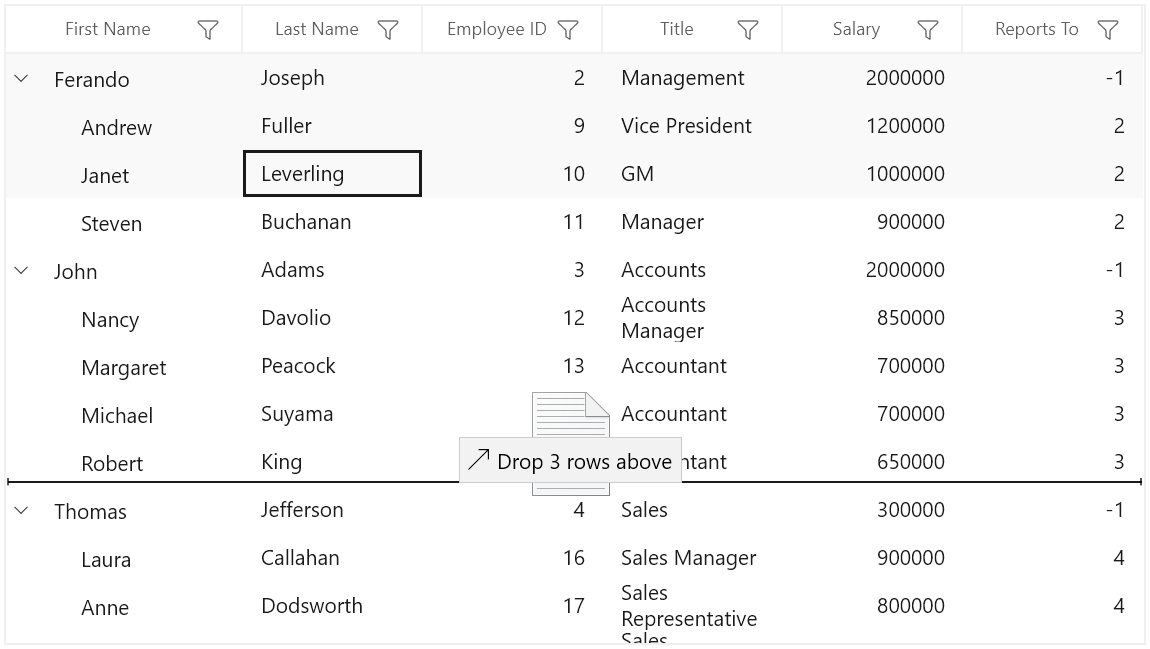 First Name Last Name Employee ID Title Salary Reports To
Ferando Joseph 2 Management 2000000 -1
Andrew Fuller 9 Vice President 1200000 2
Janet Leverling 10 GM 1000000 2
Steven Buchanan 11 Manager 900000 2
John Adams 3 Accounts 2000000 -1
Nancy Davolio 12 Accounts Manager 850000 3
Margaret Peacock 13 Accountant 700000 3
Michael Suyama Accountant 700000 3
Robert King ntant 650000 3
Drop 3 rows above
Thomas Jefferson 4 Sales 300000 -1
Laura Callahan 16 Sales Manager 900000 4
Anne Dodsworth 17 Sales Representative 800000 4
Sales